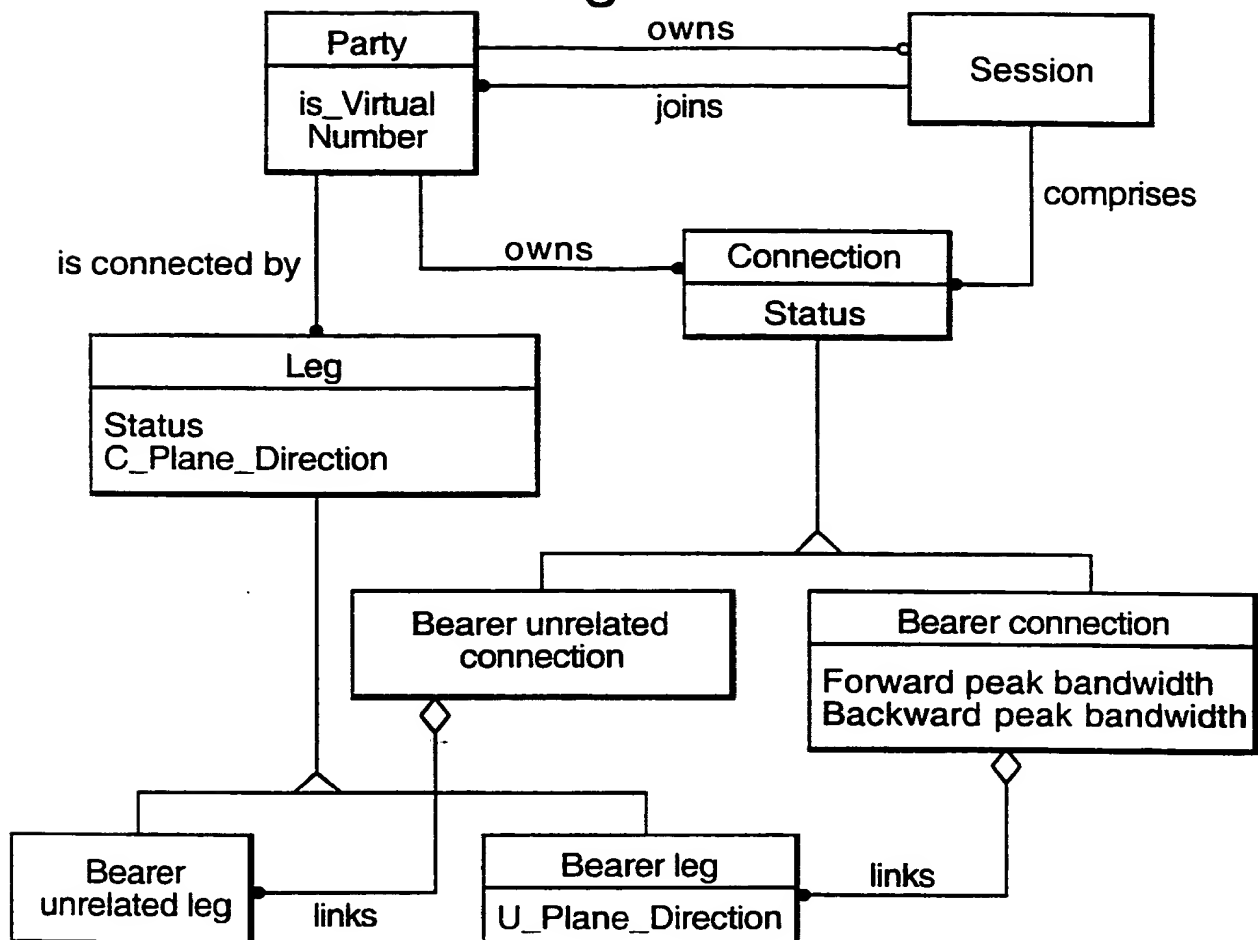 Party
owns
Session
is_Virtual
Number
joins
comprises
is connected by
owns
Connection
Status
Leg
Status
C_Plane_Direction
Bearer unrelated
connection
Bearer connection
Forward peak bandwidth
Backward peak bandwidth
Bearer
unrelated leg
links
Bearer leg
U_Plane_Direction
links